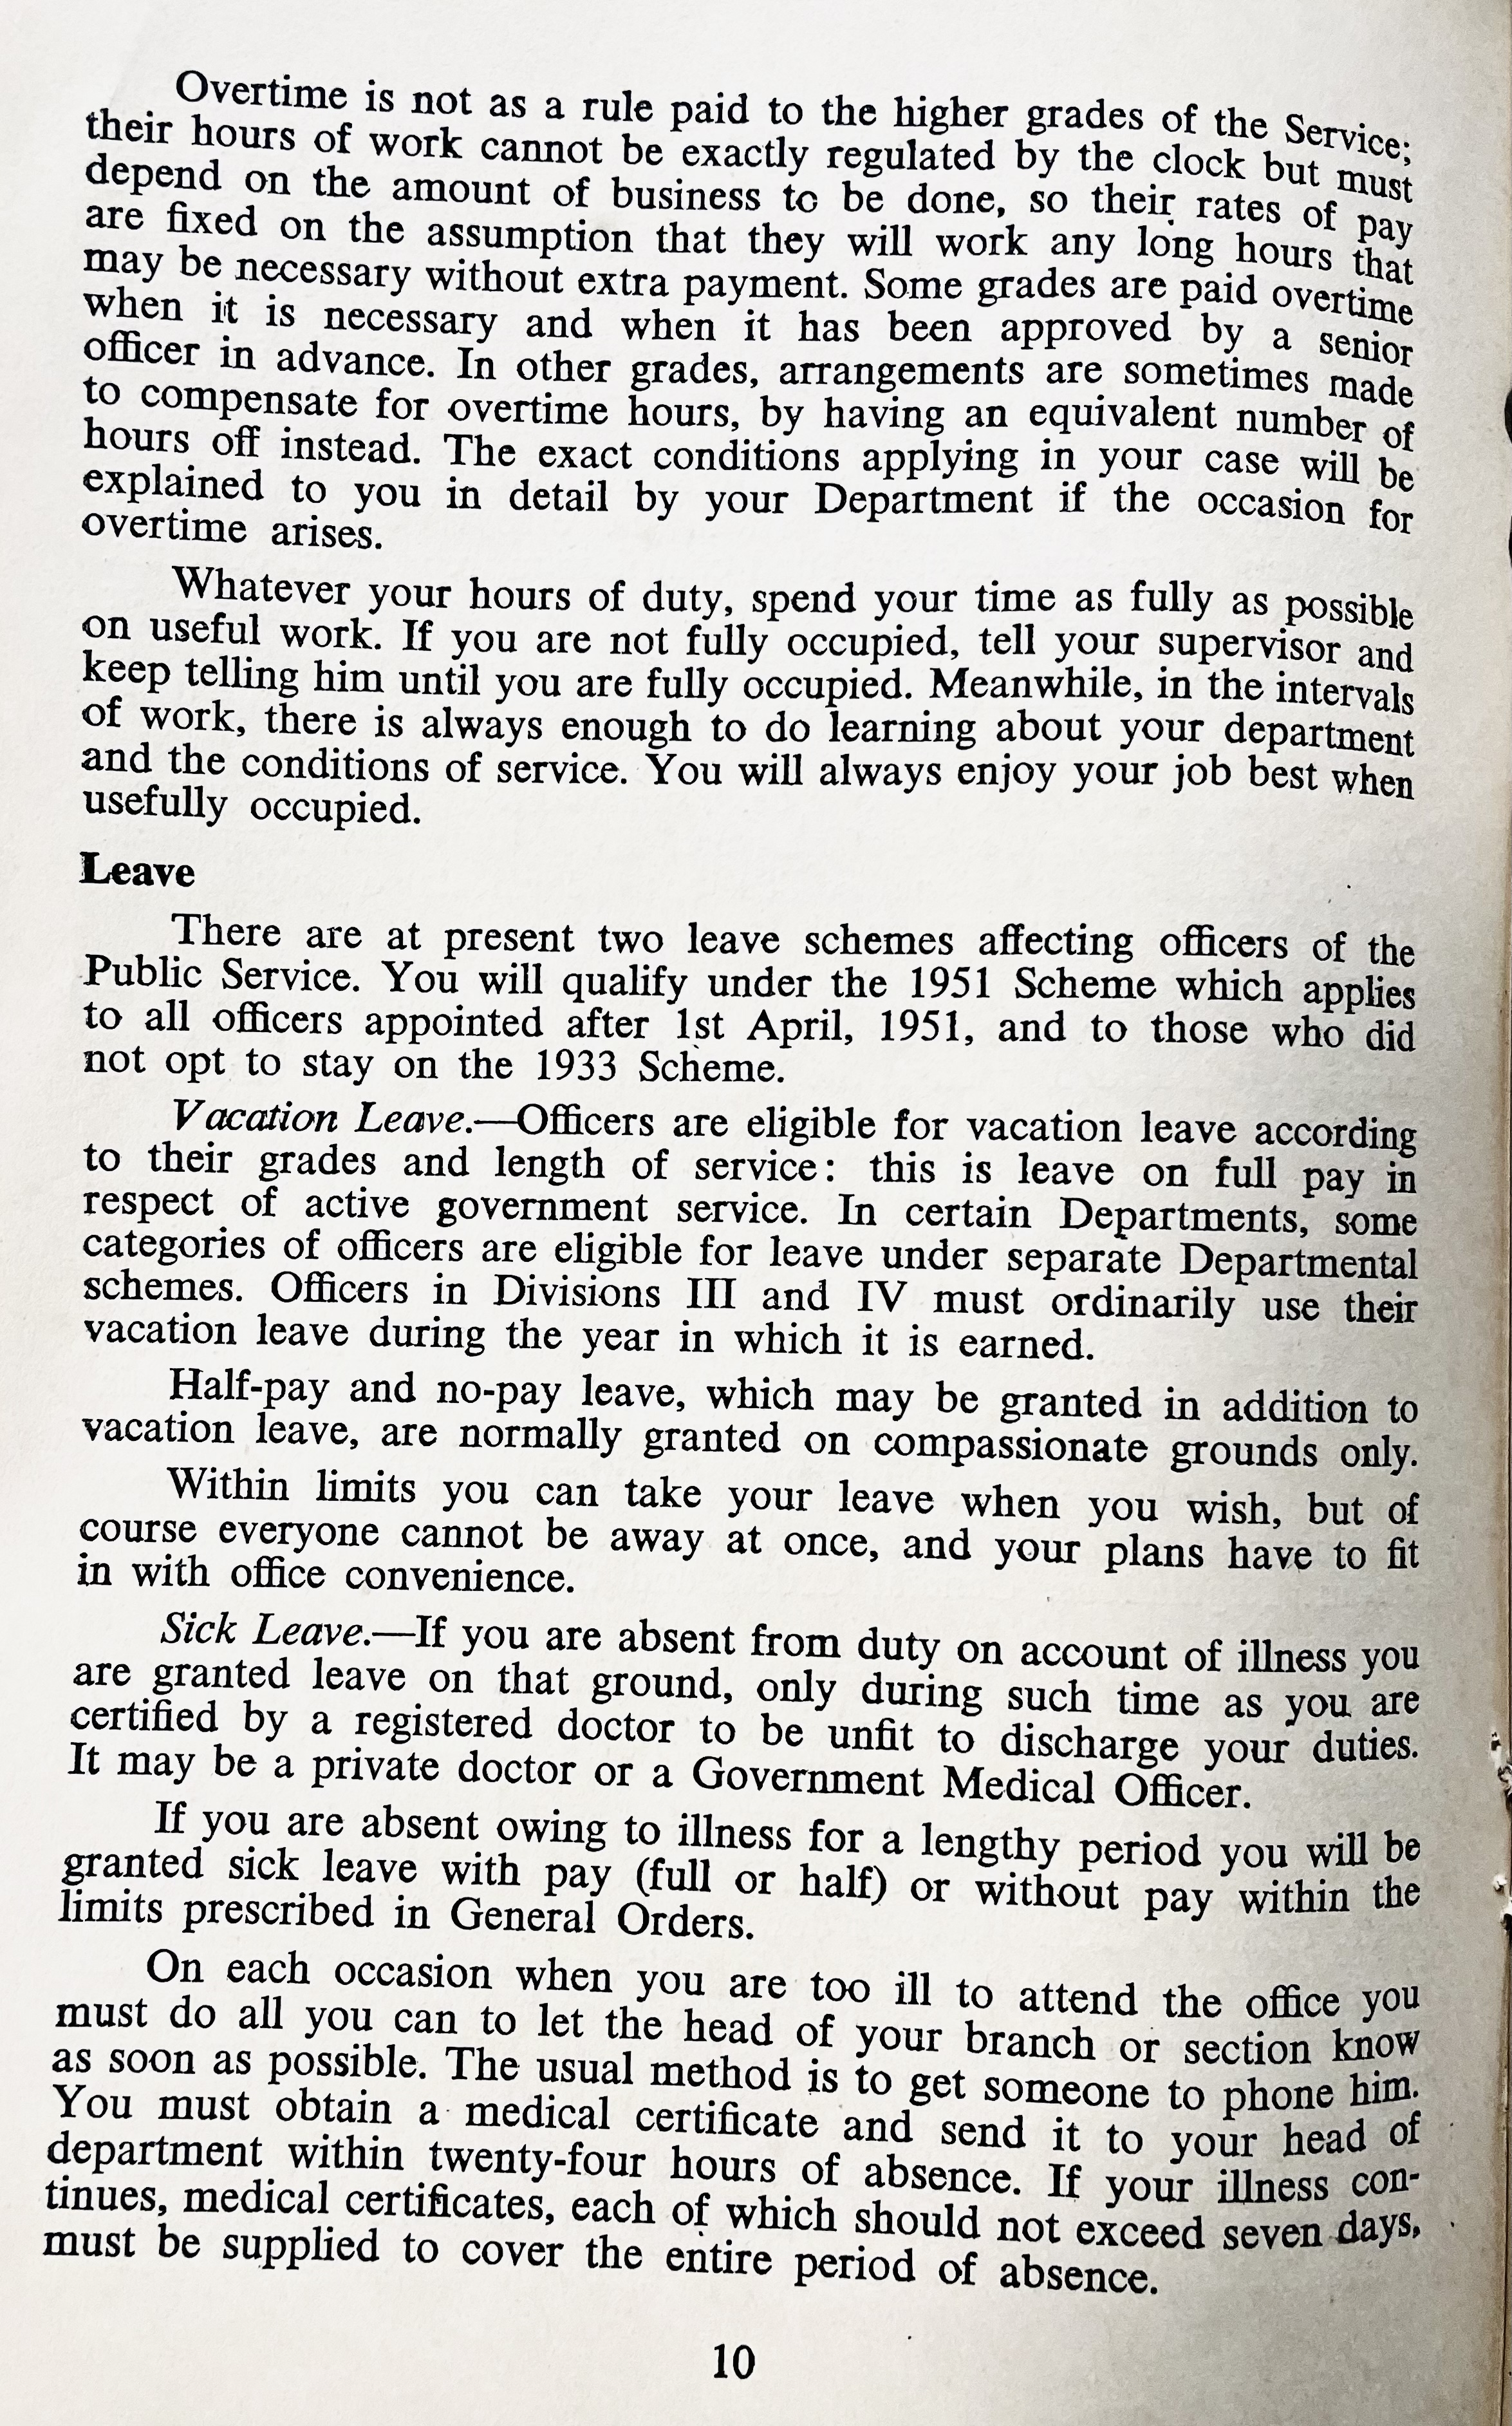 Overtime is not as a rule paid to the higher grades of the Service;
their hours of work cannot be exactly regulated by the clock but must
depend on the amount of business to be done, so their rates of pay
are fixed on the assumption that they will work any long hours that
may be necessary without extra payment. Some grades are paid overtime
when it is necessary and when it has been approved by a senior
officer in advance. In other grades, arrangements are sometimes made
to compensate for overtime hours, by having an equivalent number of
hours off instead. The exact conditions applying in your case will be
explained to you in detail by your Department if the occasion for
overtime arises.
Whatever your hours of duty, spend your time as fully as possible
on useful work. If you are not fully occupied, tell your supervisor and
keep telling him until you are fully occupied. Meanwhile, in the intervals
of work, there is always enough to do learning about your department
and the conditions of service. You will always enjoy your job best when
usefully occupied.
Leave
There are at present two leave schemes affecting officers of the
Public Service. You will qualify under the 1951 Scheme which applies
to all officers appointed after 1st April, 1951, and to those who did
not opt to stay on the 1933 Scheme.
Vacation Leave.—Officers are eligible for vacation leave according
to their grades and length of service: this is leave on full pay in
respect of active government service. In certain Departments, some
categories of officers are eligible for leave under separate Departmental
schemes. Officers in Divisions III and IV must ordinarily use their
vacation leave during the year in which it is earned.
Half-pay and no-pay leave, which may be granted in addition to
vacation leave, are normally granted on compassionate grounds only.
Within limits you can take your leave when you wish, but of
course everyone cannot be away at once, and your plans have to fit
in with office convenience.
Sick Leave.—If you are absent from duty on account of illness you
are granted leave on that ground, only during such time as you are
certified by a registered doctor to be unfit to discharge your duties.
It may be a private doctor or a Government Medical Officer.
If you are absent owing to illness for a lengthy period you will be
granted sick leave with pay (full or half) or without pay within the
limits prescribed in General Orders.
On each occasion when you are too ill to attend the office you
must do all you can to let the head of your branch or section know
as soon as possible. The usual method is to get someone to phone him.
You must obtain a medical certificate and send it to your head of
department within twenty-four hours of absence. If your illness con-
tinues, medical certificates, each of which should not exceed seven days,
must be supplied to cover the entire period of absence.
10